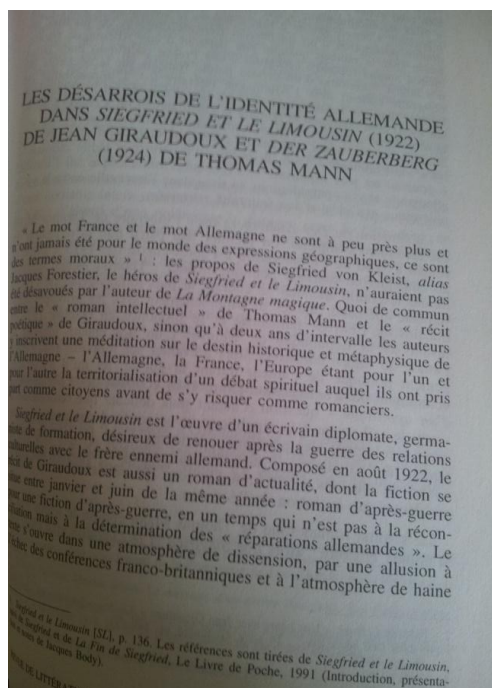 LES DÉSARROIS DE L'IDENTITÉ ALLEMANDE
DANS SIEGFRIED ET LE LIMOUSIN (1922)
DE JEAN GIRAUDOUX ET DER ZAUBERBERG
(1924) DE THOMAS MANN
« Le mot France et le mot Allemagne ne sont à peu près plus et
n'ont jamais été pour le monde des expressions géographiques, ce sont
des termes moraux » 1 : les propos de Siegfried von Kleist, alias
Jacques Forestier, le héros de Siegfried et le Limousin, n'auraient pas
été désavoués par l'auteur de La Montagne magique. Quoi de commun
entre le « roman intellectuel » de Thomas Mann et le « récit
poétique » de Giraudoux, sinon qu'à deux ans d'intervalle les auteurs
y inscrivent une méditation sur le destin historique et métaphysique de
l'Allemagne – l'Allemagne, la France, l'Europe étant pour l'un et
pour l'autre la territorialisation d'un débat spirituel auquel ils ont pris
part comme citoyens avant de s'y risquer comme romanciers.
Siegfried et le Limousin est l'œuvre d'un écrivain diplomate, germa-
niste de formation, désireux de renouer après la guerre des relations
culturelles avec le frère ennemi allemand. Composé en août 1922, le
récit de Giraudoux est aussi un roman d'actualité, dont la fiction se
entre janvier et juin de la même année : roman d'après-guerre
une fiction d'après-guerre, en un temps qui n'est pas à la récon-
ciliation mais à la détermination des « réparations allemandes ». Le
s'ouvre dans une atmosphère de dissension, par une allusion à
des conférences franco-britanniques et à l'atmosphère de haine
Siegfried et le Limousin [SL], p. 136. Les références sont tirées de Siegfried et le Limousin,
de Siegfried et de La Fin de Siegfried, Le Livre de Poche, 1991 (Introduction, présenta-
de Jacques Body).
DE LITTÉRA